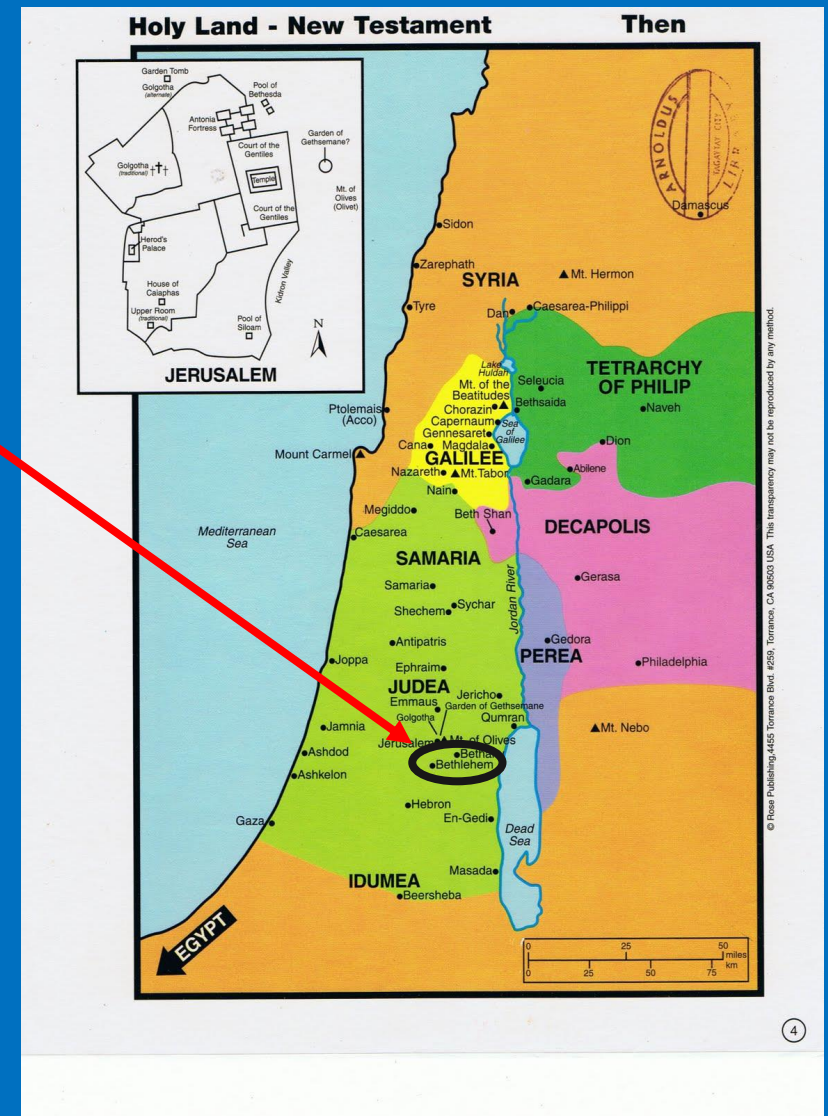 Holy Land - New Testament Then
Garden Tomb
Golgotha
(alternate)
Pool of
Bethesda
Antonia
Fortress
Court of the
Gentiles
Garden of
Gethsemane?
Golgotha
(traditional)
Temple
Mt. of
Olives
(Olivet)
Court of the
Gentiles
Herod's
Palace
Kidron Valley
House of
Caiaphas
Upper Room
(traditional)
Pool of
Siloam
N
JERUSALEM
ARNOLDUS
TAGAYTAY CITY
Damascus
Sidon
Zarephath
SYRIA
Mt. Hermon
Tyre
Dan
Caesarea-Philippi
Lake
Huldah
TETRARCHY
OF PHILIP
Mt. of the
Beatitudes
Seleucia
Ptolemais
(Acco)
Chorazin
Bethsaida
Naveh
Capernaum
Sea
of
Galilee
Gennesaret
Cana
Magdala
Dion
Mount Carmel
GALILEE
Abilene
Nazareth
Mt.Tabor
Gadara
Nain
Megiddo
Beth Shan
DECAPOLIS
Mediterranean
Sea
Caesarea
SAMARIA
Samaria
Gerasa
Jordan River
Sychar
Shechem
Antipatris
Gedora
Joppa
PEREA
Philadelphia
Ephraim
JUDEA
Jericho
Emmaus
Garden of Gethsemane
Golgotha
Qumran
Jamnia
Mt. Nebo
Jerusalem
Mt. of Olives
Ashdod
Bethlehem
Ashkelon
Hebron
Gaza
En-Gedi
Dead
Sea
Masada
IDUMEA
Beersheba
EGYPT
0 25 50
miles
km
0 25 50 75
© Rose Publishing,4455 Torrance Blvd. #259, Torrance, CA 90503 USA This transparency may not be reproduced by any method.
4